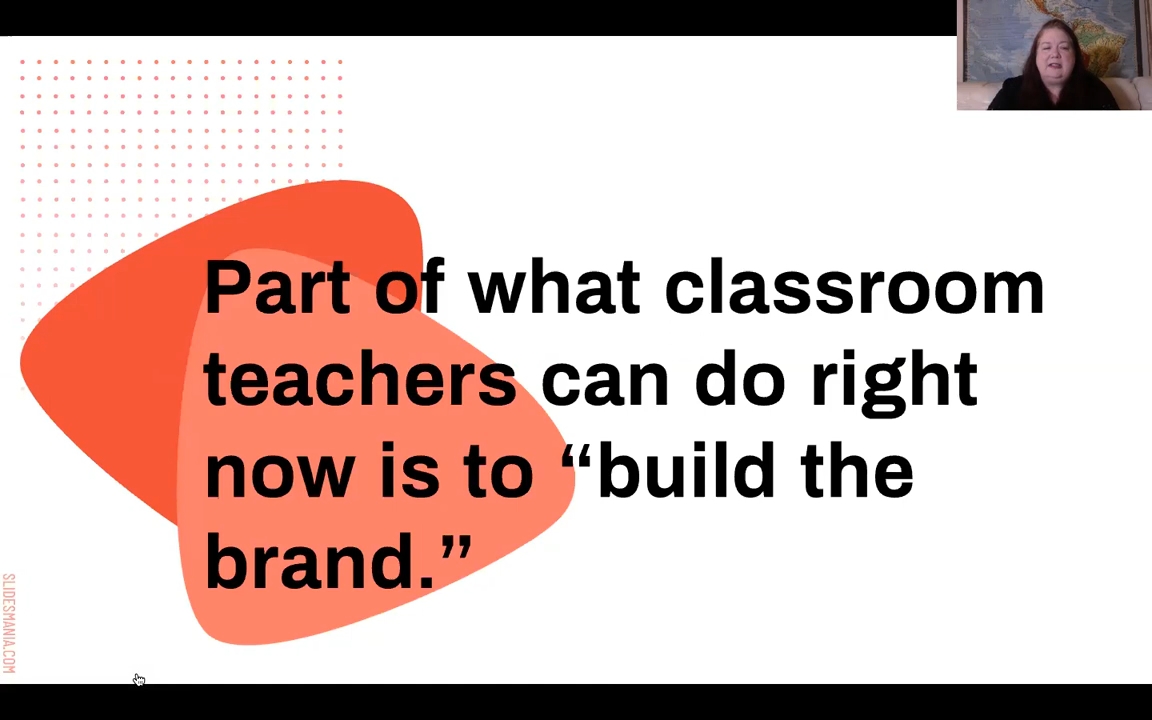 Part of what classroom
teachers can do right
now is to “build the
brand.”
SLIDESMANIA.COM